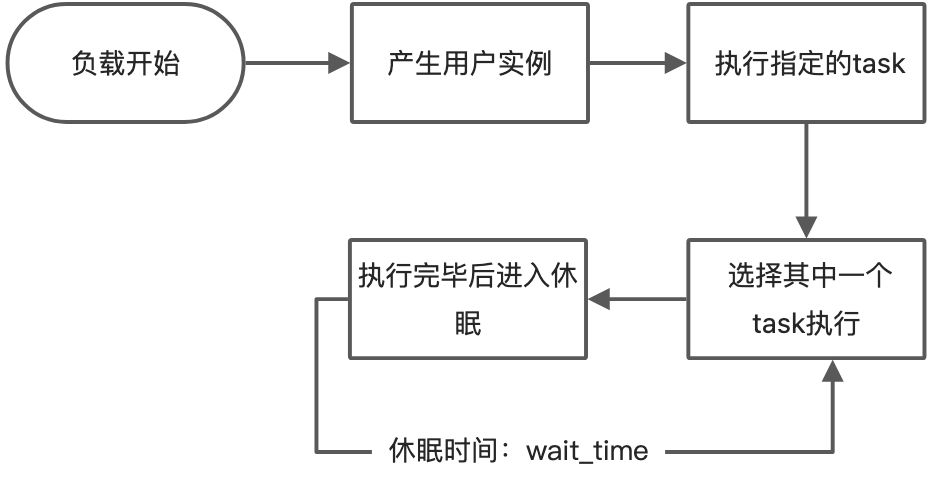 负载开始
产生用户实例
执行指定的task
选择其中一个
task执行
执行完毕后进入休
眠
休眠时间：wait_time